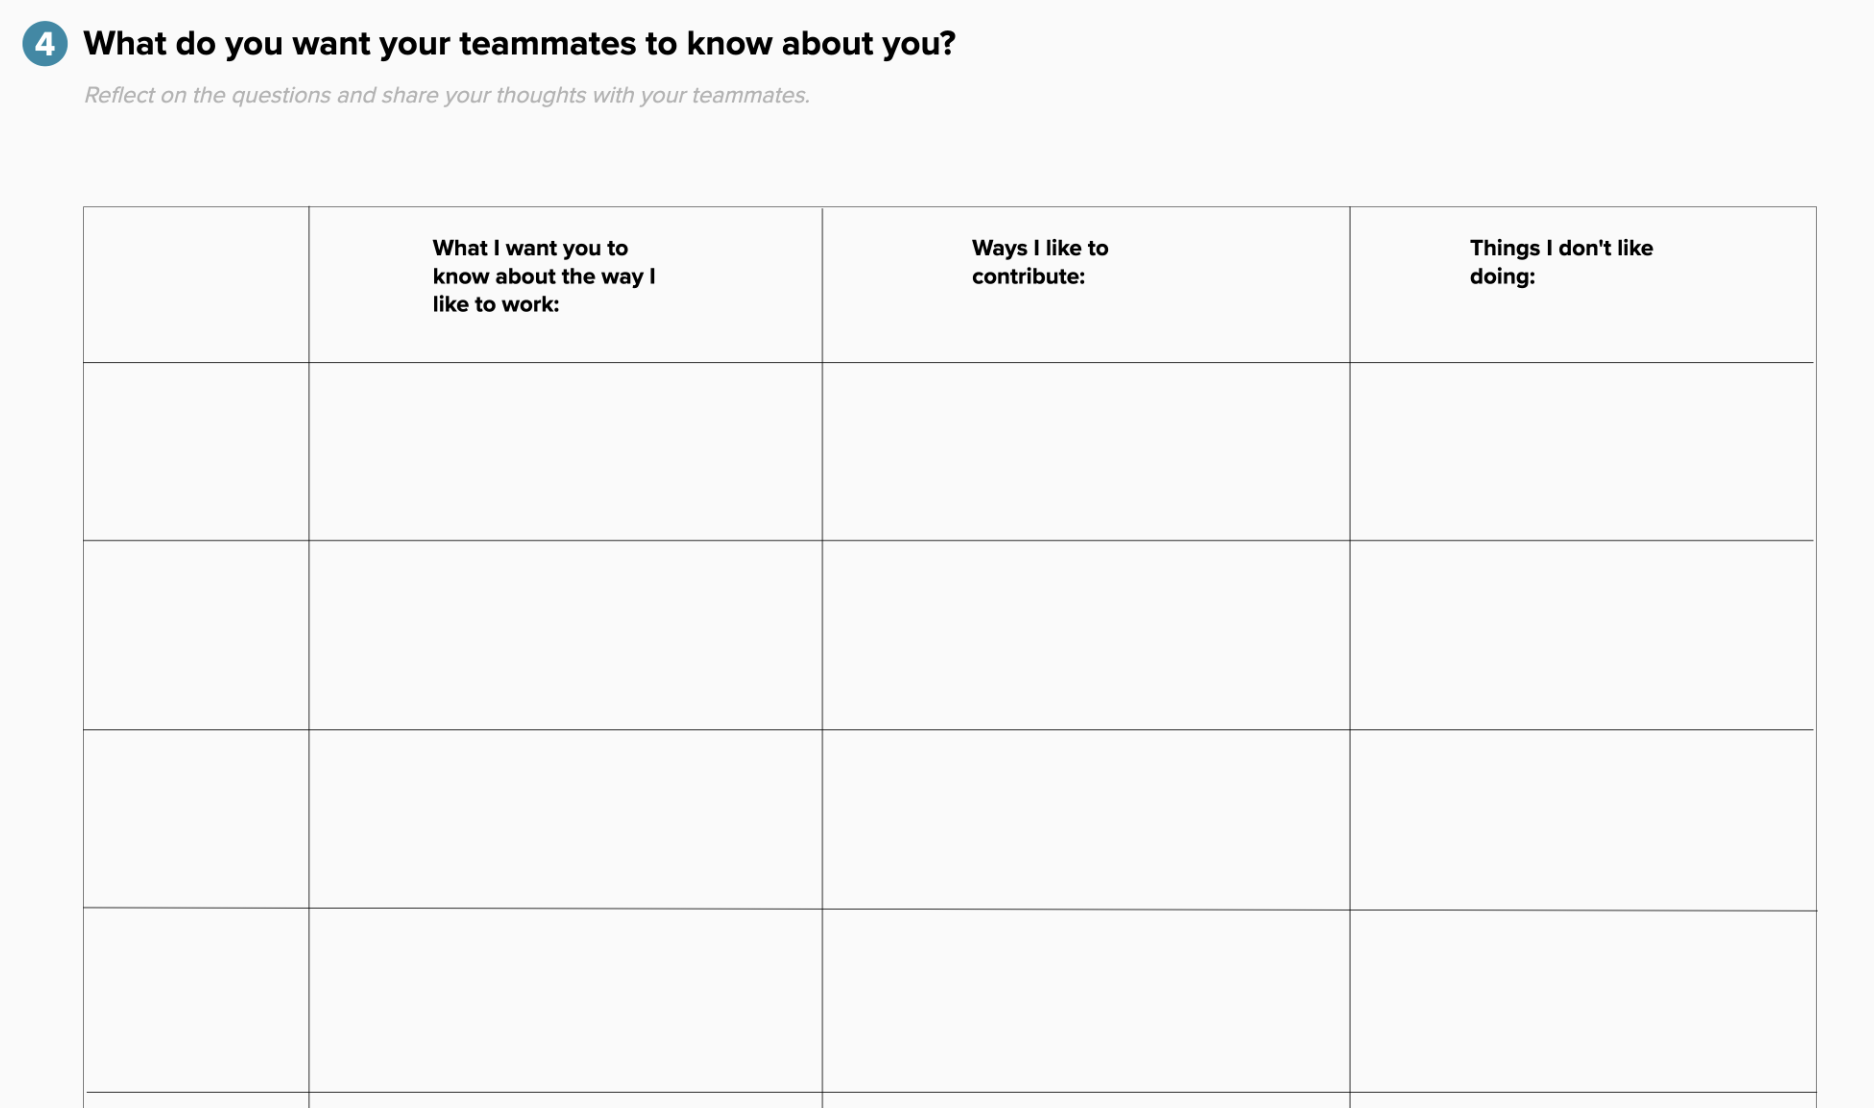 4 What do you want your teammates to know about you?
Reflect on the questions and share your thoughts with your teammates.
What I want you to
know about the way I
like to work:
Ways I like to
contribute:
Things I don't like
doing: